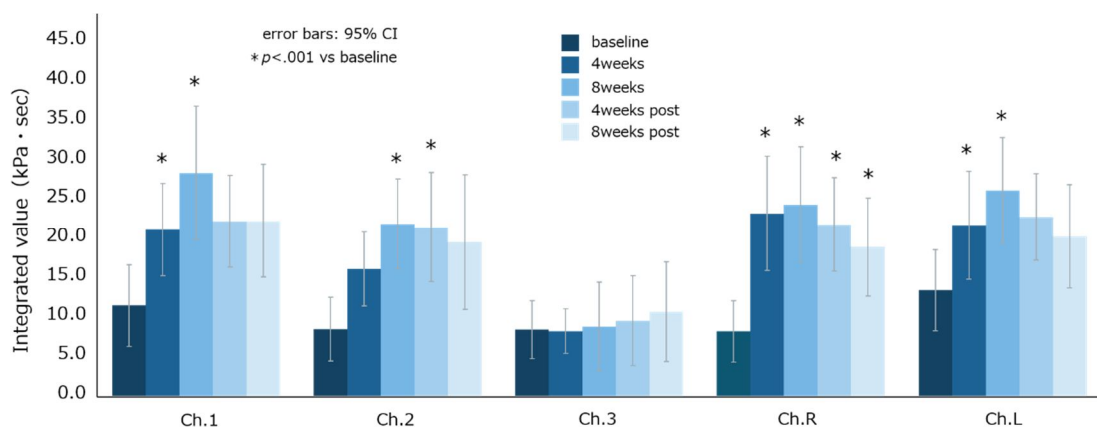 error bars: 95% CI
*p<.001 vs baseline
baseline
4weeks
8weeks
4weeks post
8weeks post
Integrated value (kPa・sec)
45.0
40.0
35.0
30.0
25.0
20.0
15.0
10.0
5.0
0.0
* * * * * * * * * *
Ch.1 Ch.2 Ch.3 Ch.R Ch.L